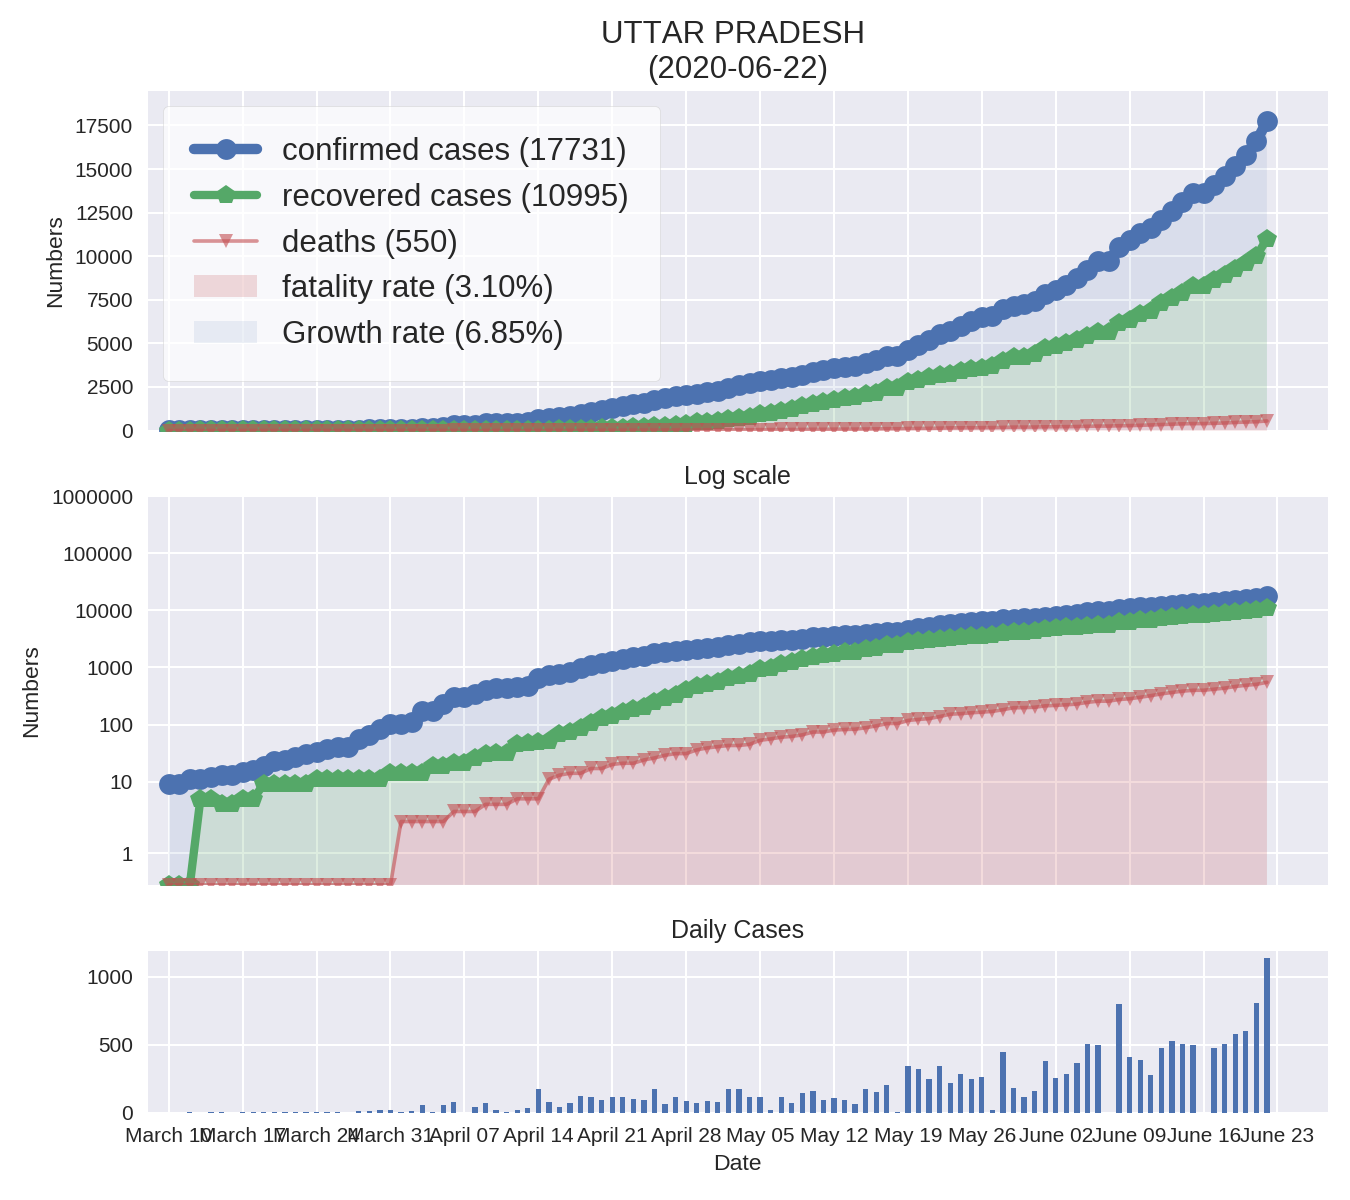 UTTAR PRADESH
(2020-06-22)
17500
15000
12500
10000
7500
5000
2500
0
Numbers
confirmed cases (17731)
recovered cases (10995)
deaths (550)
fatality rate (3.10%)
Growth rate (6.85%)
Log scale
1000000
100000
10000
1000
100
10
1
Numbers
Daily Cases
1000
500
0
March 10 March 17 March 24 March 31 April 07 April 14 April 21 April 28 May 05 May 12 May 19 May 26 June 02 June 09 June 16 June 23
Date